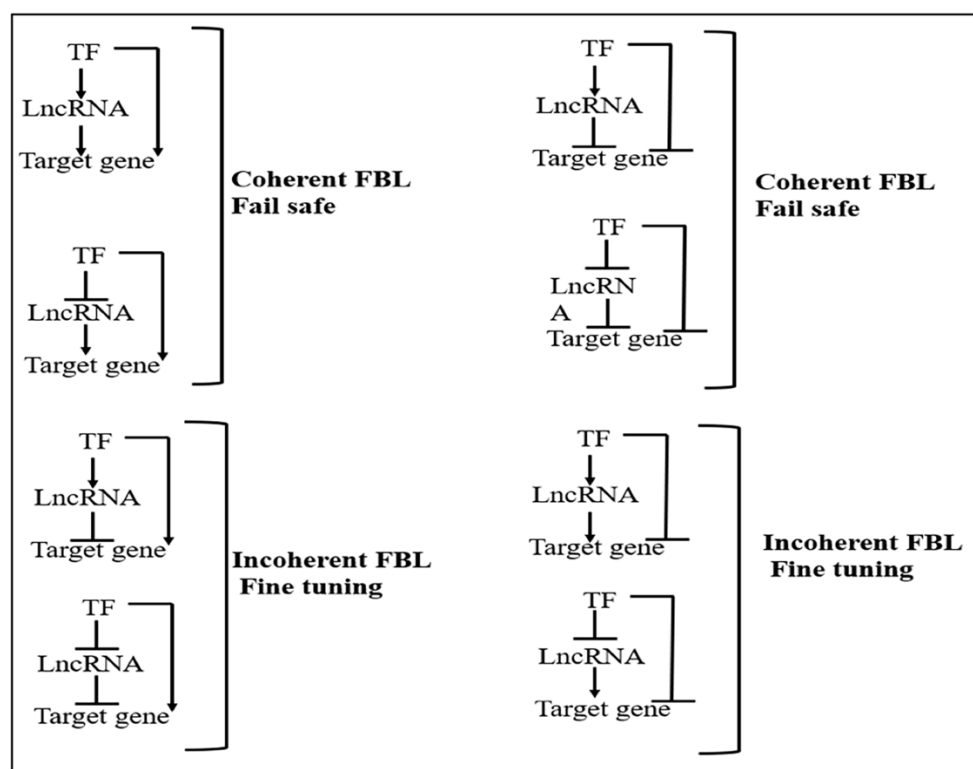 TF
LncRNA
Target gene
TF
LncRNA
Target gene
Coherent FBL
Fail safe
TF
LncRNA
Target gene
TF
LncRN
A
Target gene
Coherent FBL
Fail safe
TF
LncRNA
Target gene
TF
LncRNA
Target gene
Incoherent FBL
Fine tuning
TF
LncRNA
Target gene
TF
LncRNA
Target gene
Incoherent FBL
Fine tuning